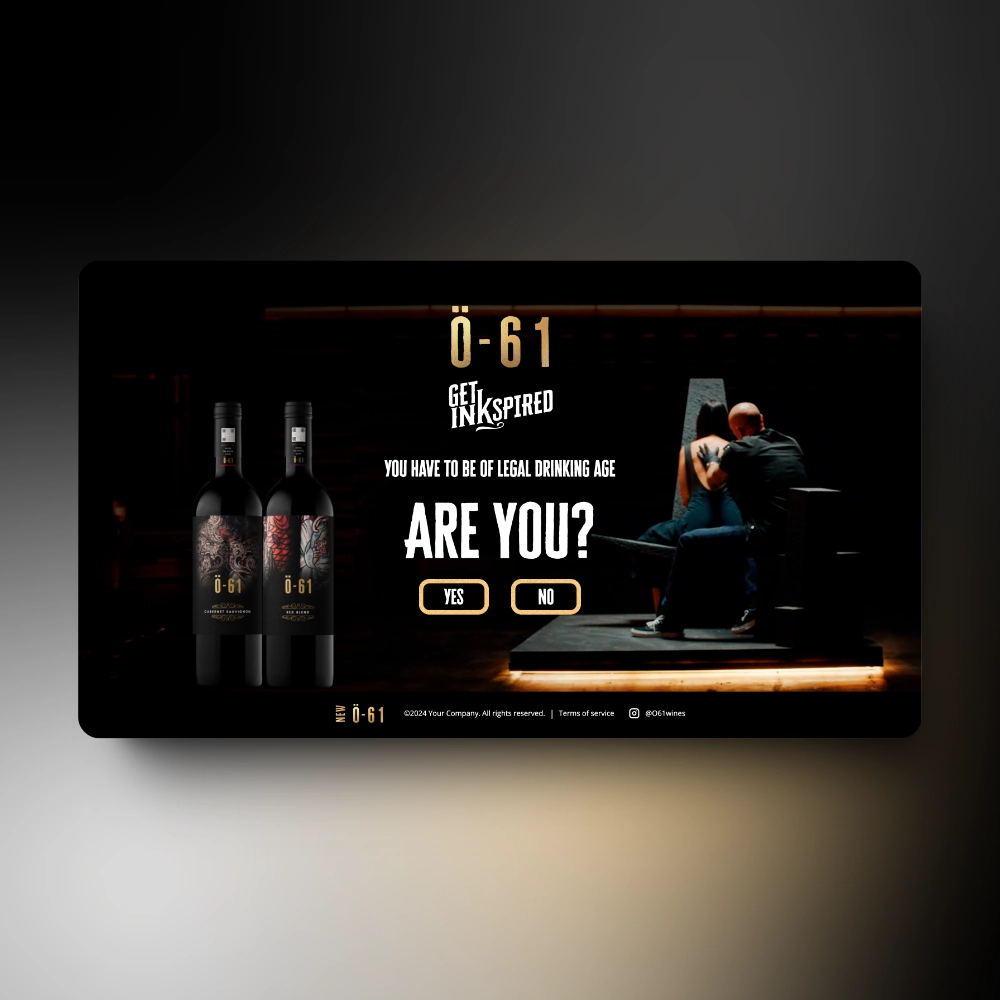 Ö-61
GET
INKSPIRED
YOU HAVE TO BE OF LEGAL DRINKING AGE
ARE YOU?
YES
NO
Ö-61
CABERNET SAUVIGNON
Ö-61
RED BLEND
NEW Ö-61
©2024 Your Company. All rights reserved. | Terms of service
@O61wines